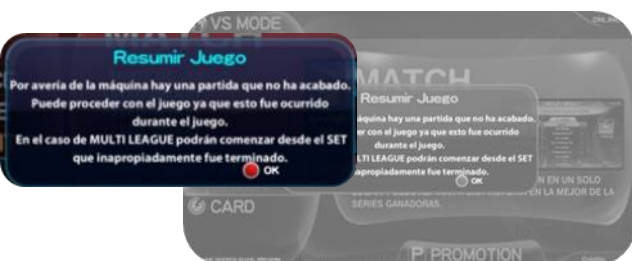 VS MODE
Resumir Juego
Por avería de la máquina hay una partida que no ha acabado.
Puede proceder con el juego ya que esto fue ocurrido
durante el juego.
En el caso de MULTI LEAGUE podrán comenzar desde el SET
que inapropiadamente fue terminado.
OK
MATCH
Resumir Juego
máquina hay una partida que no ha acabado.
con el juego ya que esto fue ocurrido
durante el juego.
LEAGUE podrán comenzar desde el SET
inapropiadamente fue terminado.
OK
EN UN SOLO
EN LA MEJOR DE LA
SERIES GANADORAS.
CARD
P. PROMOTION